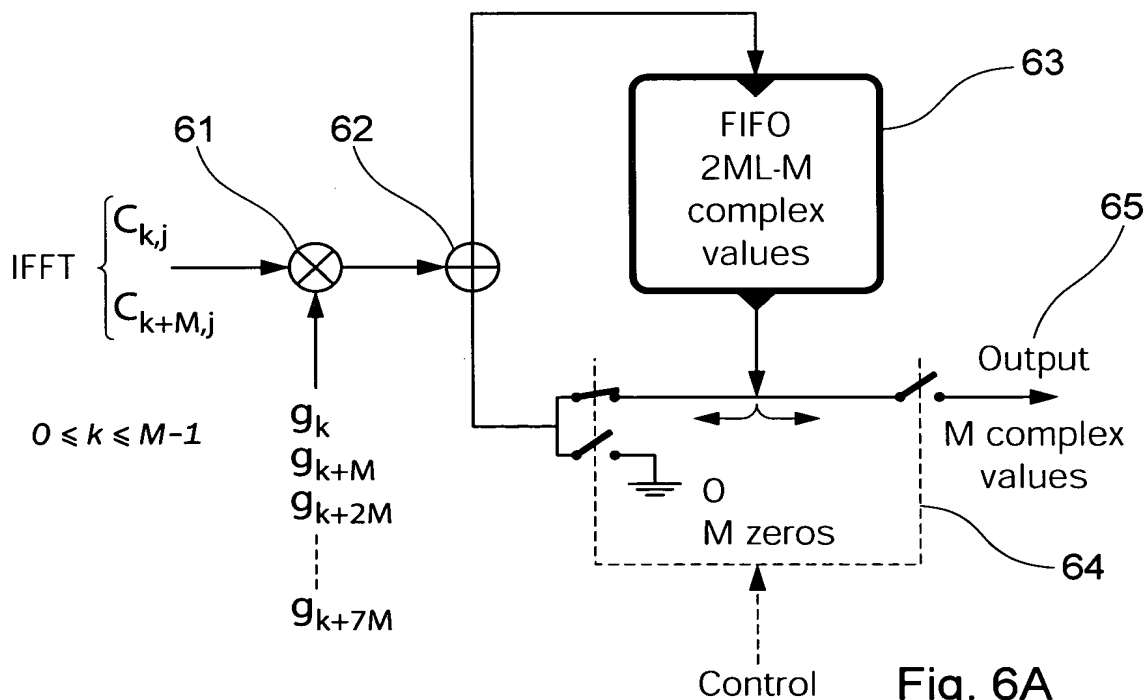 63
61
62
FIFO
2ML-M
complex
values
65
IFFT
C_{k,j}
C_{k+M,j}
Output
M complex
values
0 ⩽ k ⩽ M-1
g_k
g_{k+M}
g_{k+2M}
g_{k+7M}
0
M zeros
64
Control
Fig. 6A